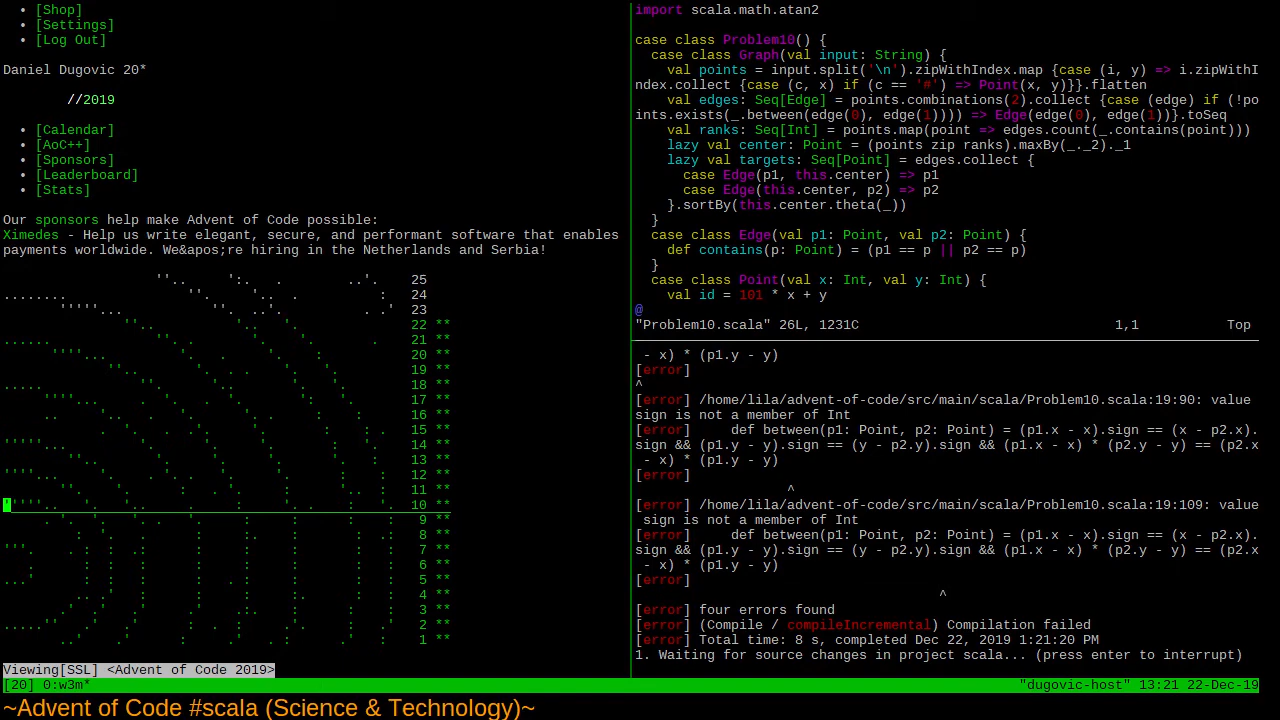 • [Shop]
• [Settings]
• [Log Out]
Daniel Dugovic 20*
//2019
• [Calendar]
• [AoC++]
• [Sponsors]
• [Leaderboard]
• [Stats]
Our sponsors help make Advent of Code possible:
Ximedes - Help us write elegant, secure, and performant software that enables
payments worldwide. We&apos;re hiring in the Netherlands and Serbia!
25
24
23
22 **
21 **
20 **
19 **
18 **
17 **
16 **
15 **
14 **
13 **
12 **
11 **
10 **
9 **
8 **
7 **
6 **
5 **
4 **
3 **
2 **
1 **
Viewing[SSL] <Advent of Code 2019>
import scala.math.atan2
case class Problem10() {
case class Graph(val input: String) {
val points = input.split('\n').zipWithIndex.map {case (i, y) => i.zipWithI
ndex.collect {case (c, x) if (c == '#') => Point(x, y)}}.flatten
val edges: Seq[Edge] = points.combinations(2).collect {case (edge) if (!po
ints.exists(_.between(edge(0), edge(1)))) => Edge(edge(0), edge(1))}.toSeq
val ranks: Seq[Int] = points.map(point => edges.count(_.contains(point)))
lazy val center: Point = (points zip ranks).maxBy(_._2)._1
lazy val targets: Seq[Point] = edges.collect {
case Edge(p1, this.center) => p1
case Edge(this.center, p2) => p2
}.sortBy(this.center.theta(_))
}
case class Edge(val p1: Point, val p2: Point) {
def contains(p: Point) = (p1 == p || p2 == p)
}
case class Point(val x: Int, val y: Int) {
val id = 101 * x + y
@
"Problem10.scala" 26L, 1231C 1,1 Top
- x) * (p1.y - y)
[error]
^
[error] /home/lila/advent-of-code/src/main/scala/Problem10.scala:19:90: value
sign is not a member of Int
[error] def between(p1: Point, p2: Point) = (p1.x - x).sign == (x - p2.x).
sign && (p1.y - y).sign == (y - p2.y).sign && (p1.x - x) * (p2.y - y) == (p2.x
- x) * (p1.y - y)
[error]
^
[error] /home/lila/advent-of-code/src/main/scala/Problem10.scala:19:109: value
sign is not a member of Int
[error] def between(p1: Point, p2: Point) = (p1.x - x).sign == (x - p2.x).
sign && (p1.y - y).sign == (y - p2.y).sign && (p1.x - x) * (p2.y - y) == (p2.x
- x) * (p1.y - y)
[error]
^
[error] four errors found
[error] (Compile / compileIncremental) Compilation failed
[error] Total time: 8 s, completed Dec 22, 2019 1:21:20 PM
1. Waiting for source changes in project scala... (press enter to interrupt)
[20] 0:w3m* "dugovic-host" 13:21 22-Dec-19
~Advent of Code #scala (Science & Technology)~